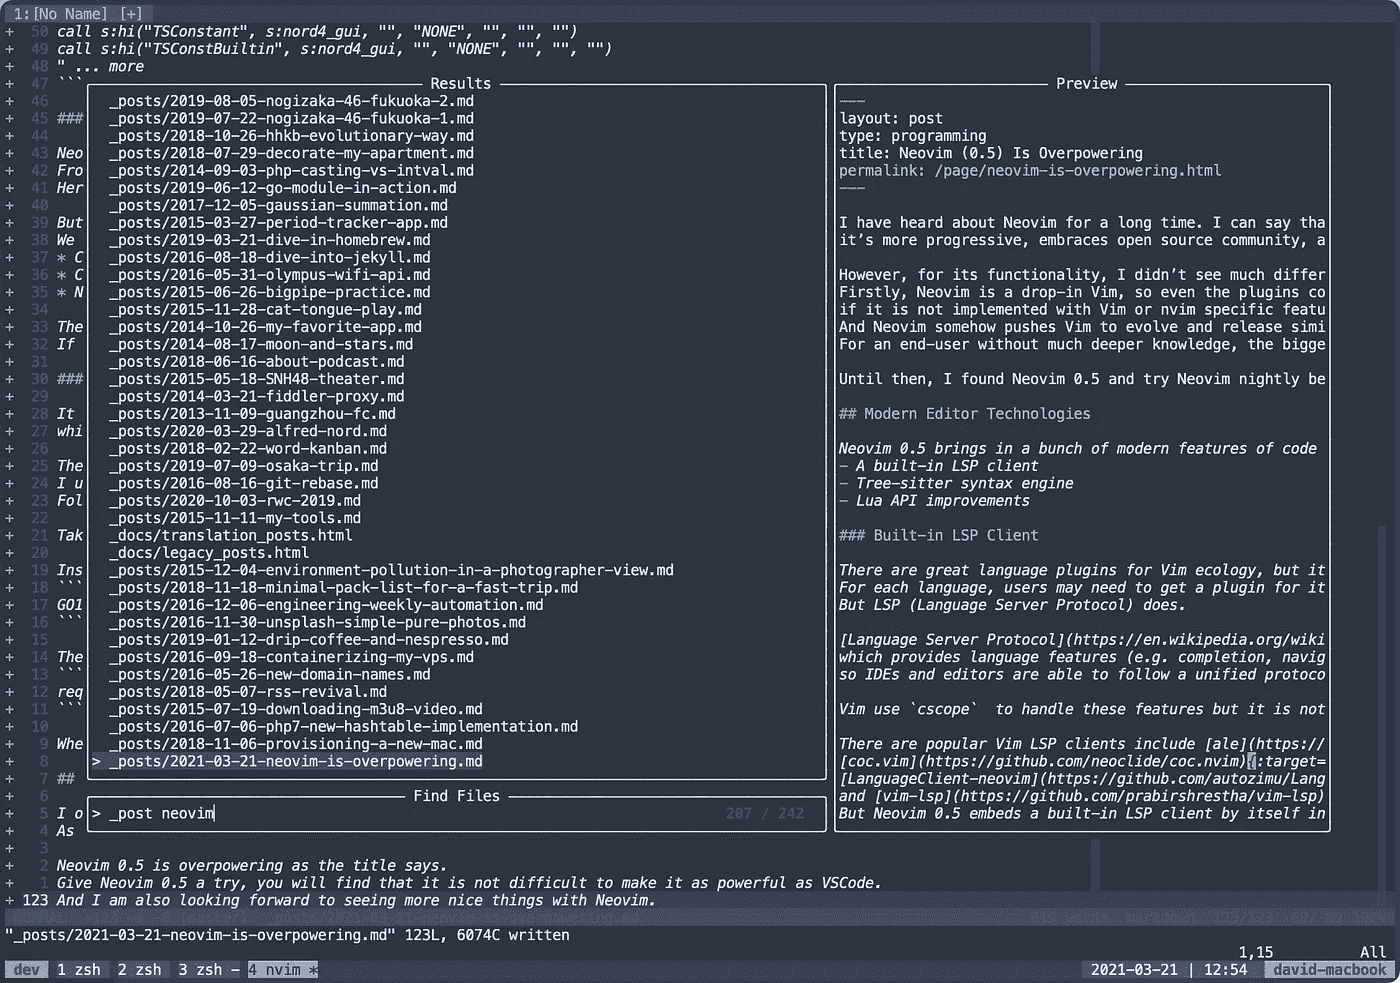 1:[No Name] [+]
+ 50 call s:hi("TSConstant", s:nord4_gui, "", "NONE", "", "", "")
+ 49 call s:hi("TSConstBuiltin", s:nord4_gui, "", "NONE", "", "", "")
+ 48 " ... more
+ 47 ```
Results
+ 46 _posts/2019-08-05-nogizaka-46-fukuoka-2.md
+ 45 ### _posts/2019-07-22-nogizaka-46-fukuoka-1.md
+ 44 _posts/2018-10-26-hhkb-evolutionary-way.md
+ 43 Neo _posts/2018-07-29-decorate-my-apartment.md
+ 42 Fro _posts/2014-09-03-php-casting-vs-intval.md
+ 41 Her _posts/2019-06-12-go-module-in-action.md
+ 40 _posts/2017-12-05-gaussian-summation.md
+ 39 But _posts/2015-03-27-period-tracker-app.md
+ 38 We _posts/2019-03-21-dive-in-homebrew.md
+ 37 * C _posts/2016-08-18-dive-into-jekyll.md
+ 36 * C _posts/2016-05-31-olympus-wifi-api.md
+ 35 * N _posts/2015-06-26-bigpipe-practice.md
+ 34 _posts/2015-11-28-cat-tongue-play.md
+ 33 The _posts/2014-10-26-my-favorite-app.md
+ 32 If _posts/2014-08-17-moon-and-stars.md
+ 31 _posts/2018-06-16-about-podcast.md
+ 30 ### _posts/2015-05-18-SNH48-theater.md
+ 29 _posts/2014-03-21-fiddler-proxy.md
+ 28 It _posts/2013-11-09-guangzhou-fc.md
+ 27 whi _posts/2020-03-29-alfred-nord.md
+ 26 _posts/2018-02-22-word-kanban.md
+ 25 The _posts/2019-07-09-osaka-trip.md
+ 24 I u _posts/2016-08-16-git-rebase.md
+ 23 Fol _posts/2020-10-03-rwc-2019.md
+ 22 _posts/2015-11-11-my-tools.md
+ 21 Tak _docs/translation_posts.html
+ 20 _docs/legacy_posts.html
+ 19 Ins _posts/2015-12-04-environment-pollution-in-a-photographer-view.md
+ 18 ``` _posts/2018-11-18-minimal-pack-list-for-a-fast-trip.md
+ 17 GO1 _posts/2016-12-06-engineering-weekly-automation.md
+ 16 ``` _posts/2016-11-30-unsplash-simple-pure-photos.md
+ 15 _posts/2019-01-12-drip-coffee-and-nespresso.md
+ 14 The _posts/2016-09-18-containerizing-my-vps.md
+ 13 ``` _posts/2016-05-26-new-domain-names.md
+ 12 req _posts/2018-05-07-rss-revival.md
+ 11 ``` _posts/2015-07-19-downloading-m3u8-video.md
+ 10 _posts/2016-07-06-php7-new-hashtable-implementation.md
+ 9 Whe _posts/2018-11-06-provisioning-a-new-mac.md
+ 8 > _posts/2021-03-21-neovim-is-overpowering.md
+ 7 ##
+ 6 Find Files
+ 5 I o > _post neovim 207 / 242
+ 4 As
+ 3
Preview
---
layout: post
type: programming
title: Neovim (0.5) Is Overpowering
permalink: /page/neovim-is-overpowering.html
---
I have heard about Neovim for a long time. I can say tha
it's more progressive, embraces open source community, a
However, for its functionality, I didn't see much differ
Firstly, Neovim is a drop-in Vim, so even the plugins co
if it is not implemented with Vim or nvim specific featu
And Neovim somehow pushes Vim to evolve and release simi
For an end-user without much deeper knowledge, the bigge
Until then, I found Neovim 0.5 and try Neovim nightly be
## Modern Editor Technologies
Neovim 0.5 brings in a bunch of modern features of code
- A built-in LSP client
- Tree-sitter syntax engine
- Lua API improvements
### Built-in LSP Client
There are great language plugins for Vim ecology, but it
For each language, users may need to get a plugin for it
But LSP (Language Server Protocol) does.
[Language Server Protocol](https://en.wikipedia.org/wiki
which provides language features (e.g. completion, navig
so IDEs and editors are able to follow a unified protoco
Vim use `cscope`  to handle these features but it is not
There are popular Vim LSP clients include [ale](https://
[coc.vim](https://github.com/neoclide/coc.nvim){:target=
[LanguageClient-neovim](https://github.com/autozimu/Lang
and [vim-lsp](https://github.com/prabirshrestha/vim-lsp)
But Neovim 0.5 embeds a built-in LSP client by itself in
+ 2 Neovim 0.5 is overpowering as the title says.
+ 1 Give Neovim 0.5 a try, you will find that it is not difficult to make it as powerful as VSCode.
+ 123 And I am also looking forward to seeing more nice things with Neovim.
"_posts/2021-03-21-neovim-is-overpowering.md" 123L, 6074C written
1,15 All
dev 1 zsh 2 zsh 3 zsh - 4 nvim * 2021-03-21 | 12:54 david-macbook